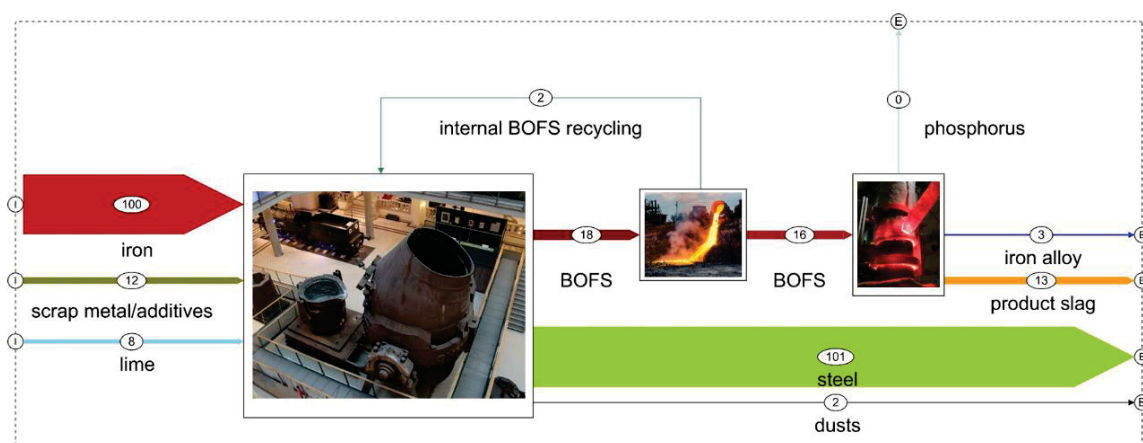 E
2
internal BOFS recycling
0
phosphorus
I
100
iron
18
BOFS
16
BOFS
3
E
iron alloy
I
12
scrap metal/additives
13
E
product slag
I
8
lime
101
E
steel
2
E
dusts